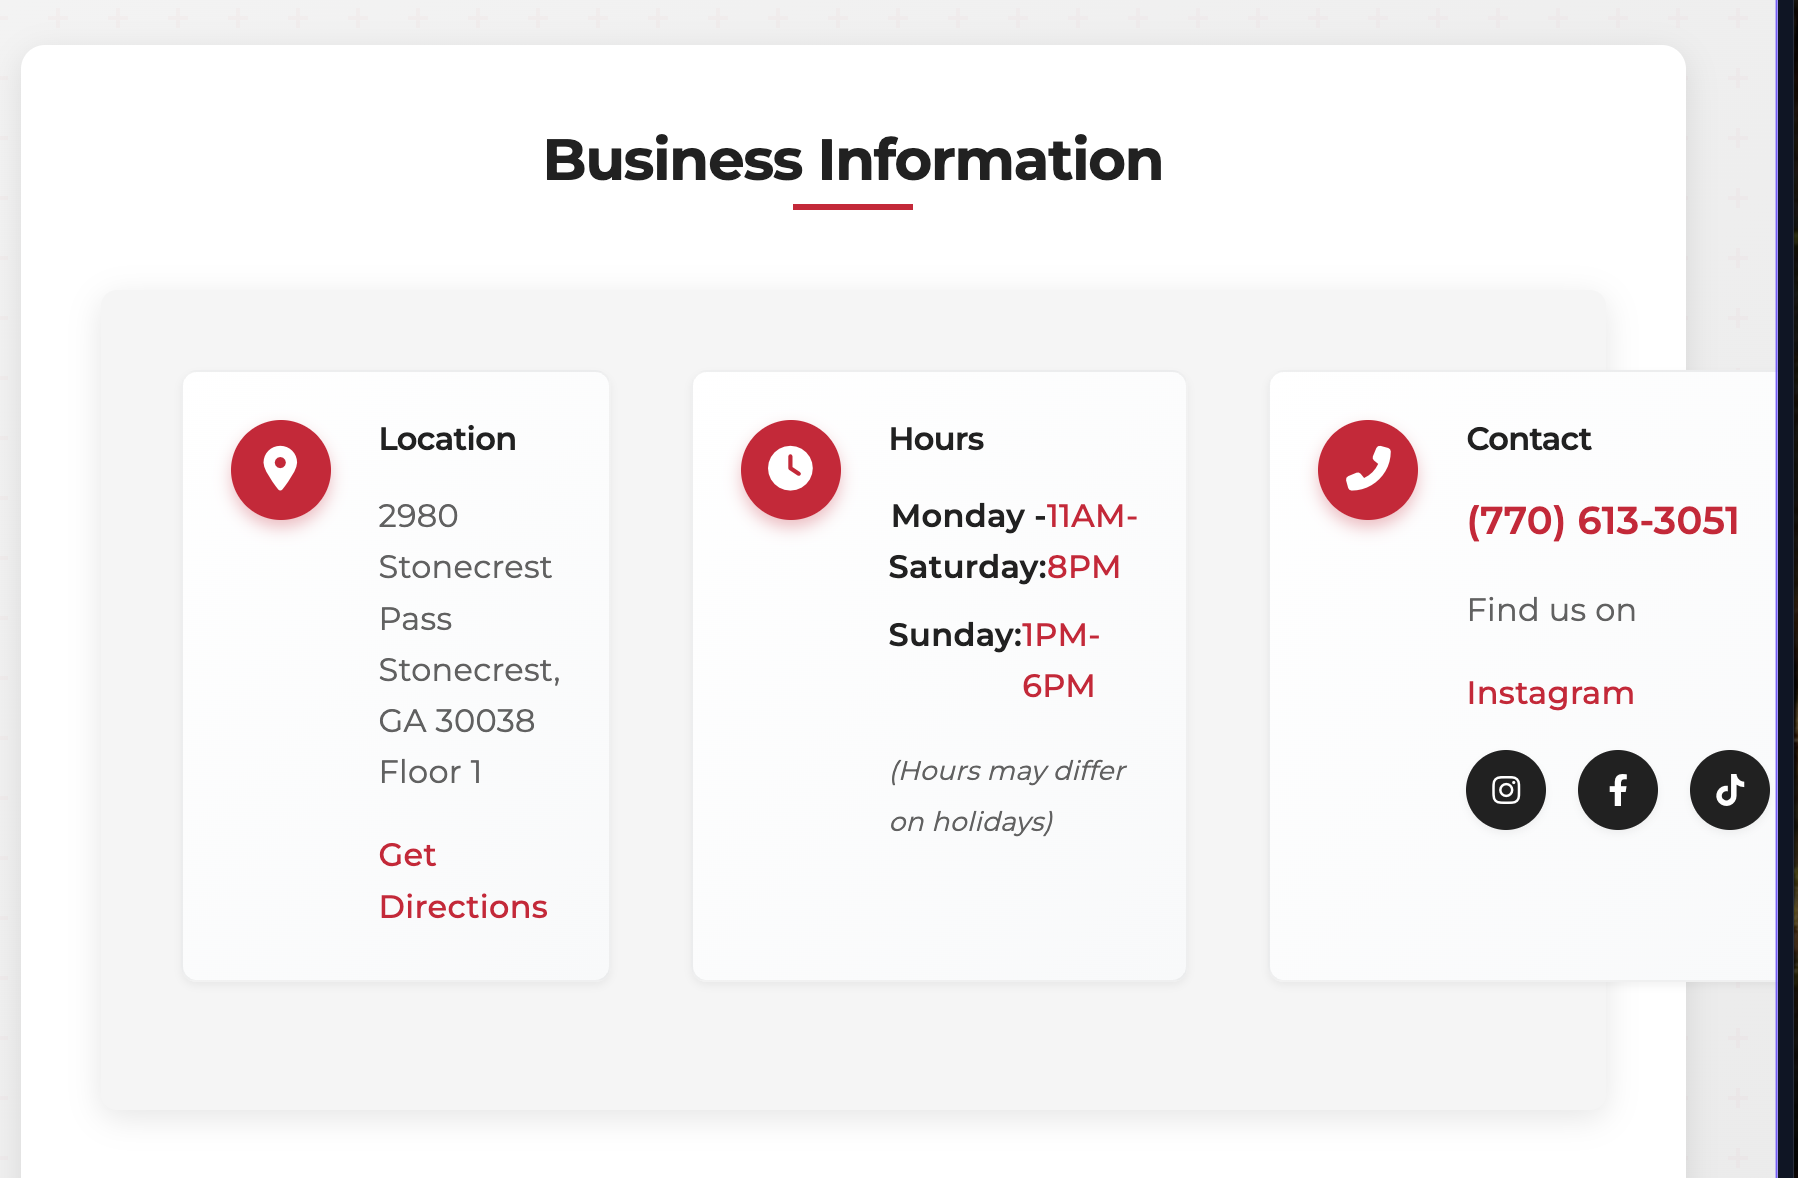 Business Information
Location
2980
Stonecrest
Pass
Stonecrest,
GA 30038
Floor 1
Get
Directions
Hours
Monday -11AM-
Saturday:8PM
Sunday:1PM-
6PM
(Hours may differ
on holidays)
Contact
(770) 613-3051
Find us on
Instagram